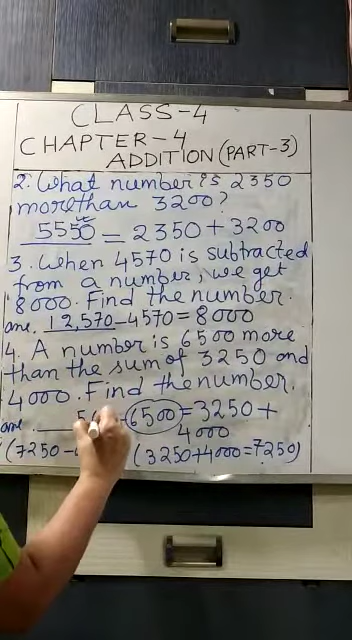 CLASS-4
CHAPTER-4
ADDITION (PART-3)
2. What number is 2350
more than 3200?
5550 = 2350 + 3200
3. When 4570 is subtracted
from a number, we get
8000. Find the number.
ans. 12,570 - 4570 = 8000
4. A number is 6500 more
than the sum of 3250 and
4000. Find the number.
ans. 6500 = 3250 +
4000
(7250 - (3250+4000=7250)